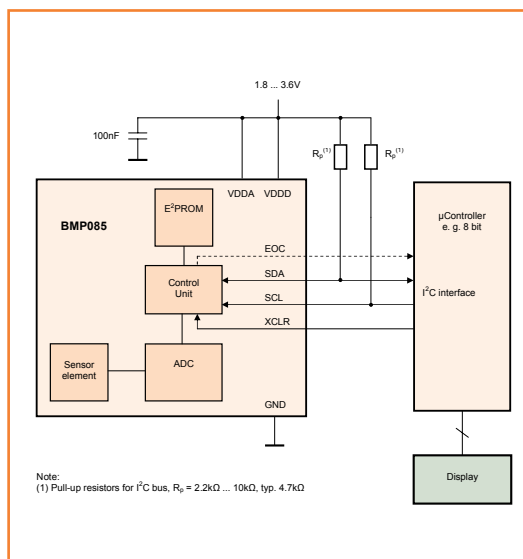 1.8 ... 3.6V
100nF
Rp(1)
Rp(1)
VDDA
VDDD
E²PROM
BMP085
µController
e. g. 8 bit
EOC
Control
Unit
SDA
SCL
I²C interface
XCLR
Sensor
element
ADC
GND
Display
Note:
(1) Pull-up resistors for I²C bus, Rp = 2.2kΩ ... 10kΩ, typ. 4.7kΩ